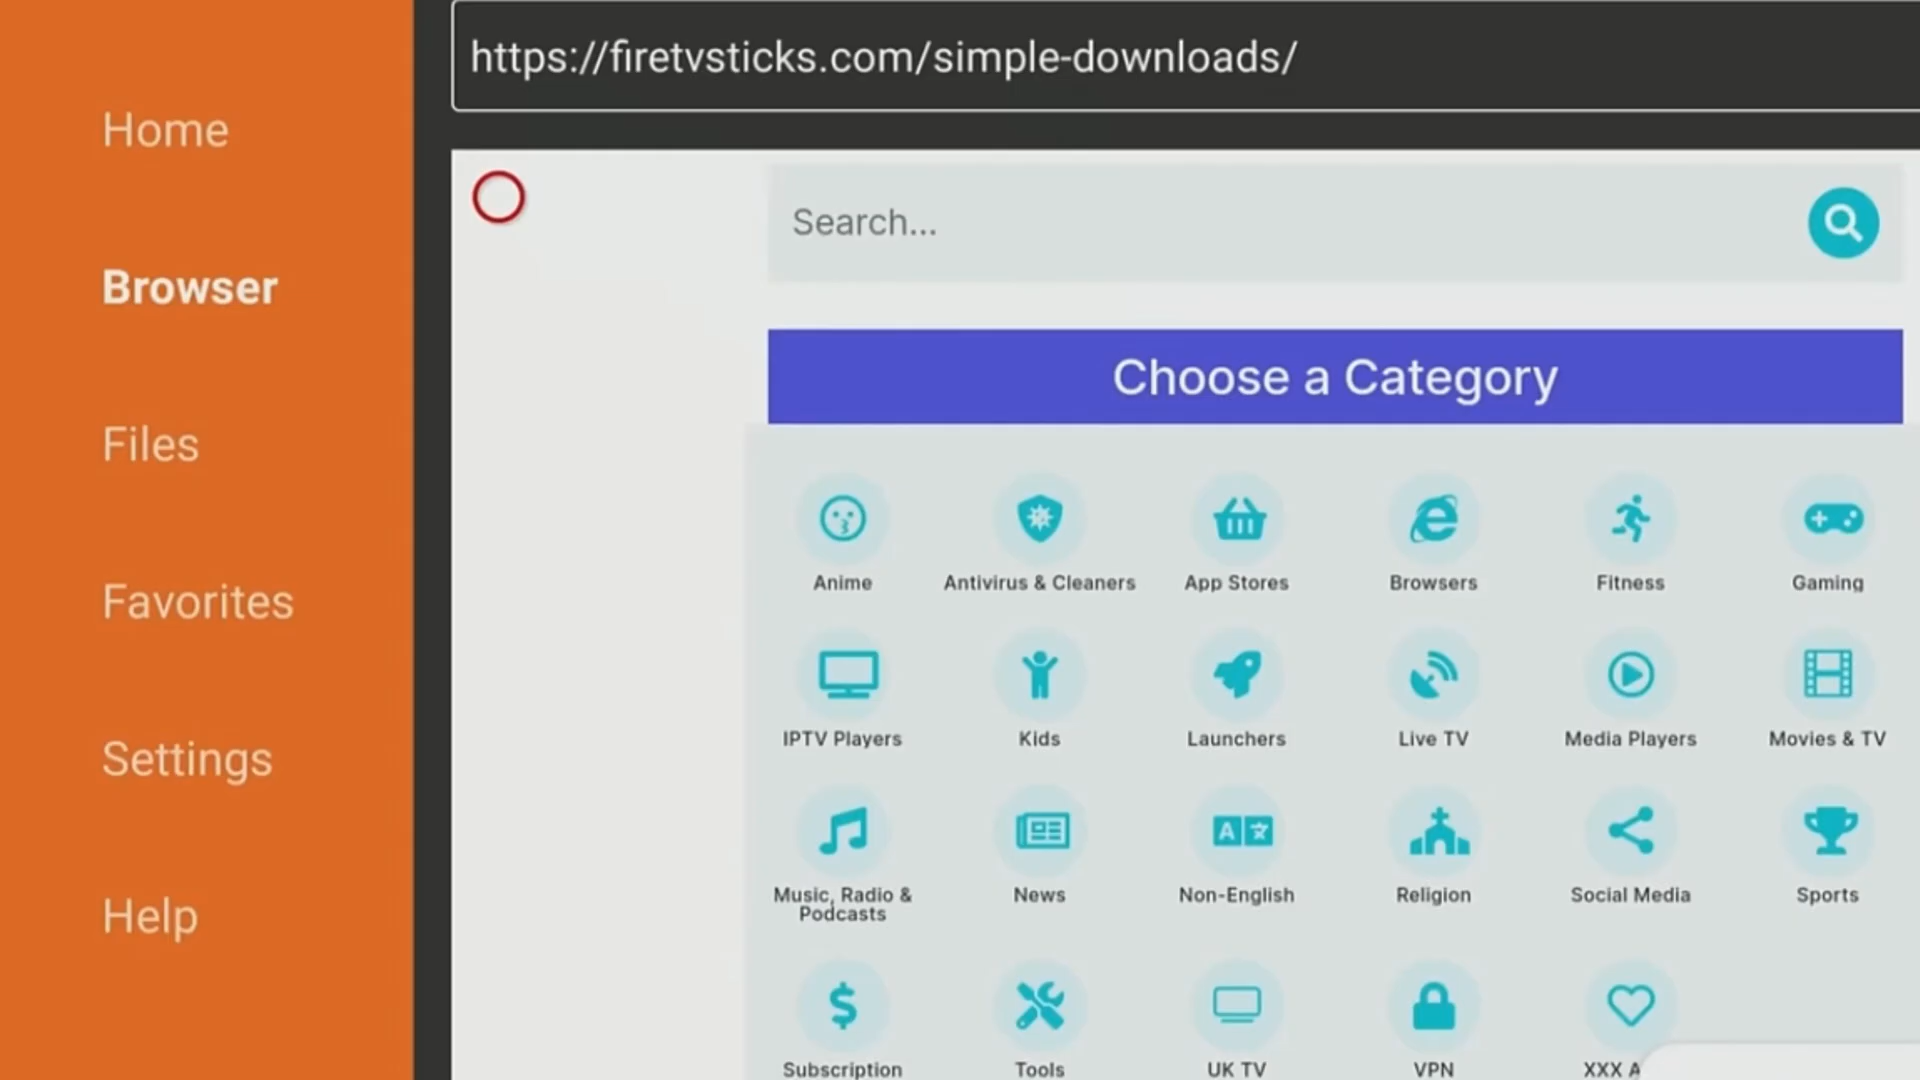 https://firetvsticks.com/simple-downloads/
Home
Browser
Files
Favorites
Settings
Help
Search...
Choose a Category
Anime
Antivirus & Cleaners
App Stores
Browsers
Fitness
Gaming
IPTV Players
Kids
Launchers
Live TV
Media Players
Movies & TV
Music, Radio &
Podcasts
News
Non-English
Religion
Social Media
Sports
Subscription
Tools
UK TV
VPN
XXX